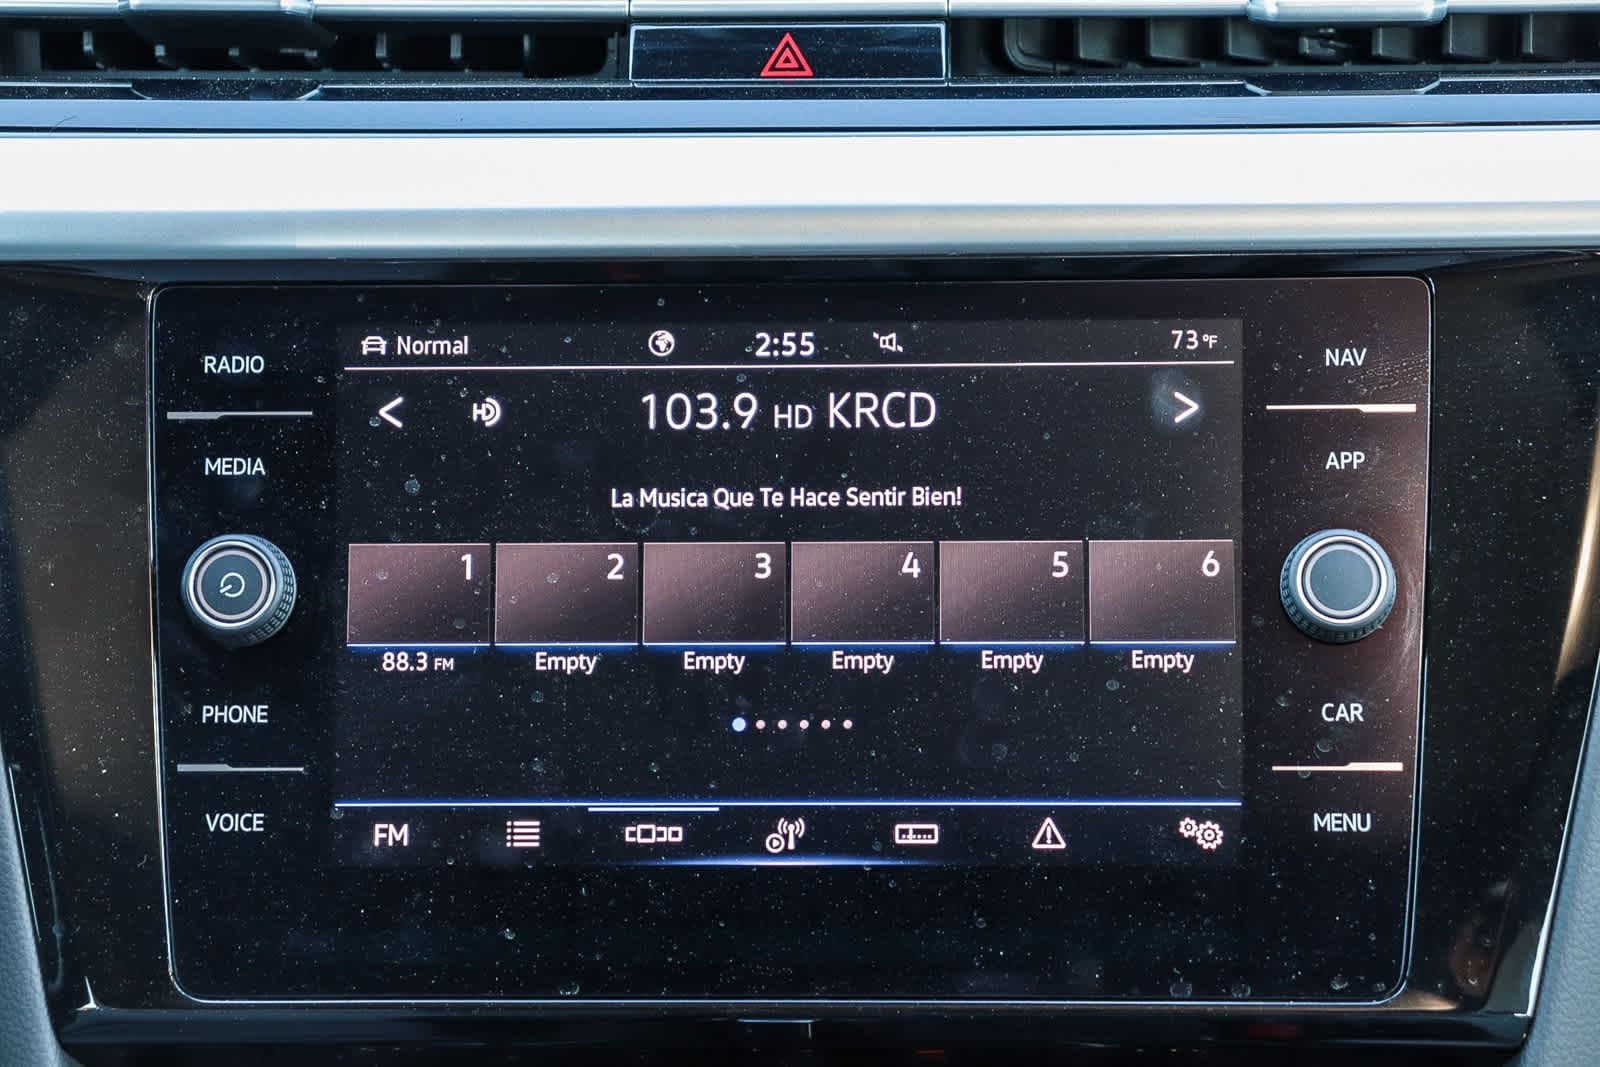 Normal 2:55 73°F
RADIO
MEDIA
PHONE
VOICE
< HD 103.9 HD KRCD >
La Musica Que Te Hace Sentir Bien!
1 2 3 4 5 6
88.3 FM Empty Empty Empty Empty Empty
FM
NAV
APP
CAR
MENU